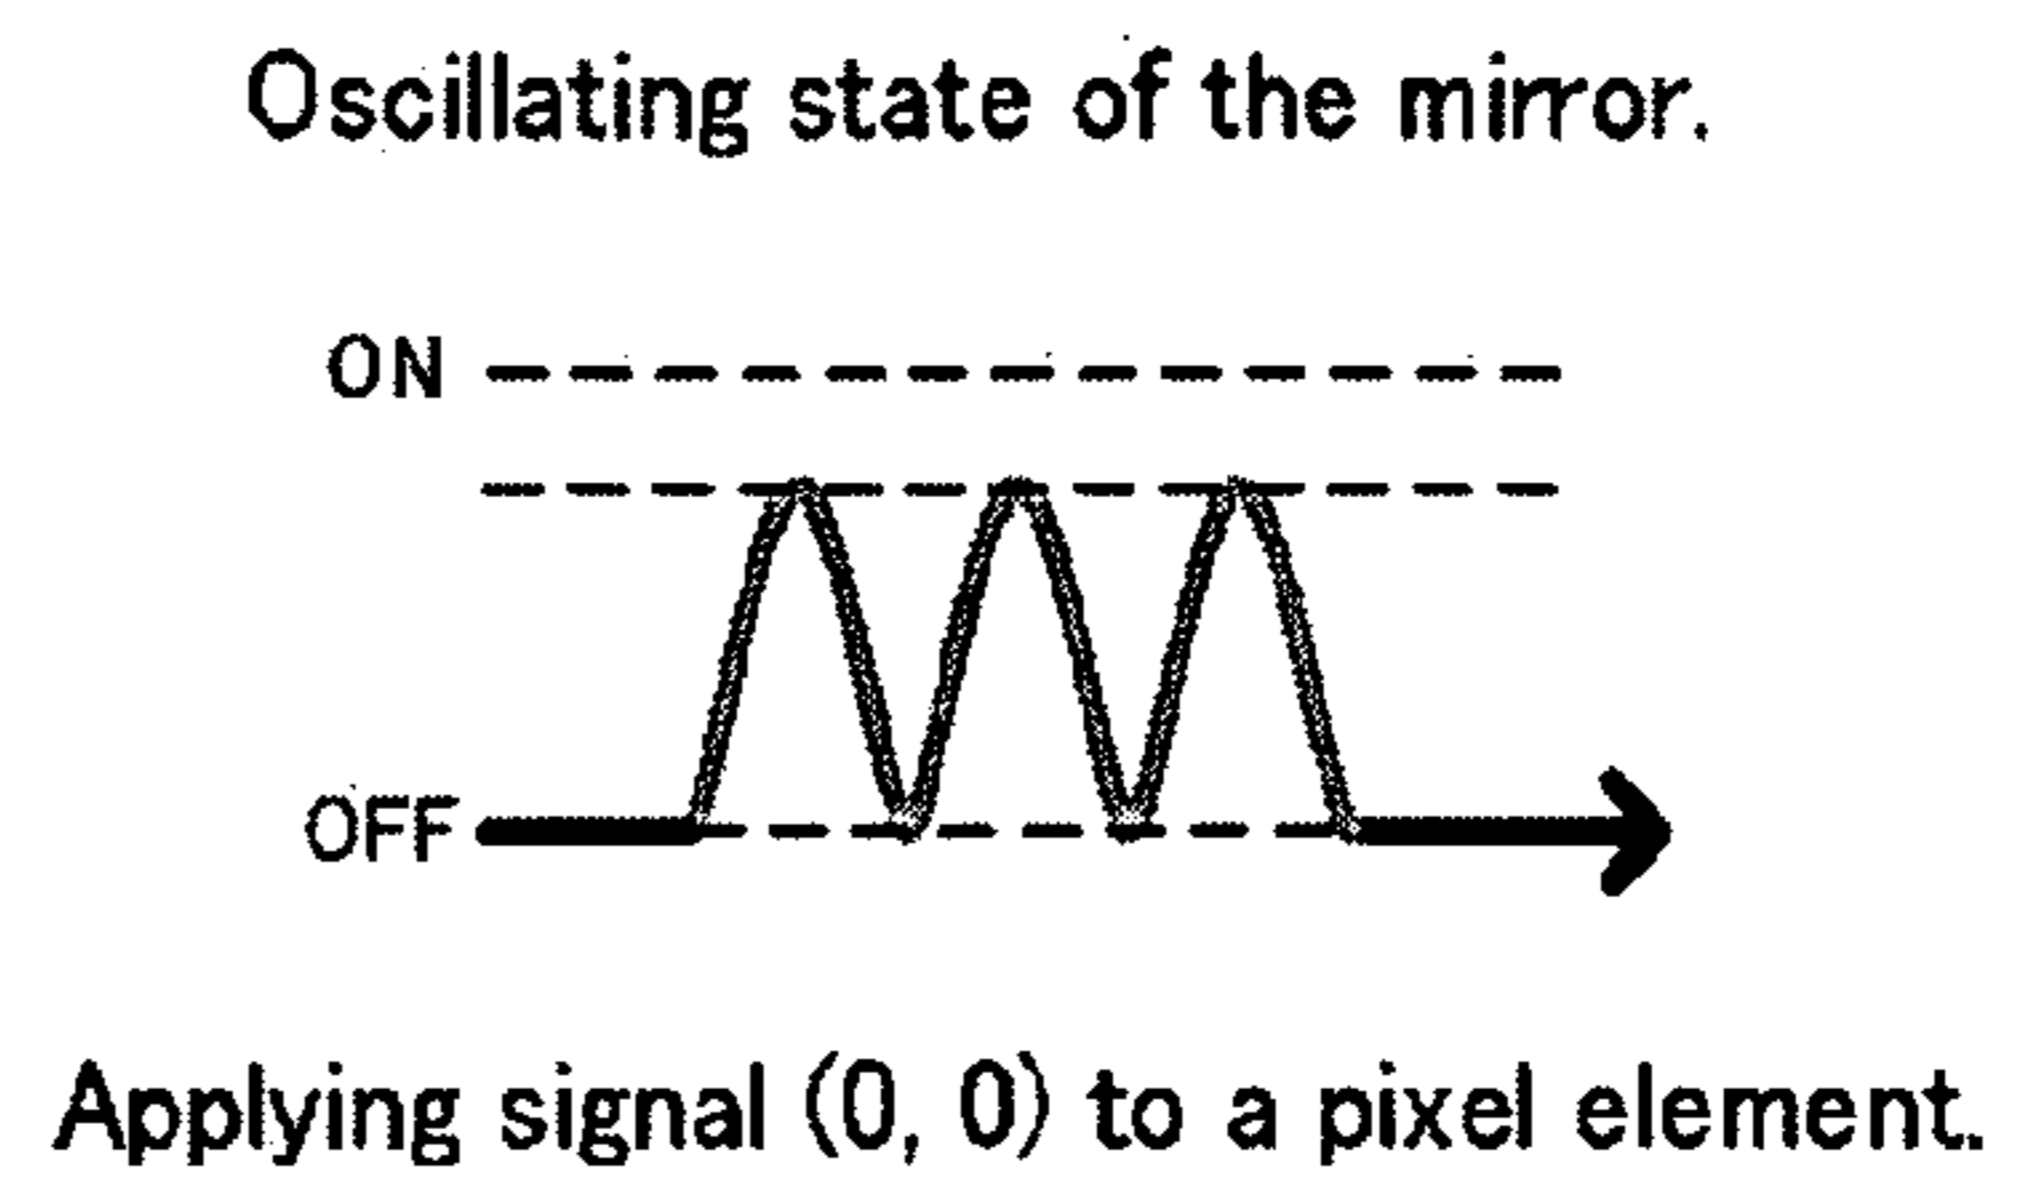 Oscillating state of the mirror.
ON
OFF
Applying signal (0, 0) to a pixel element.